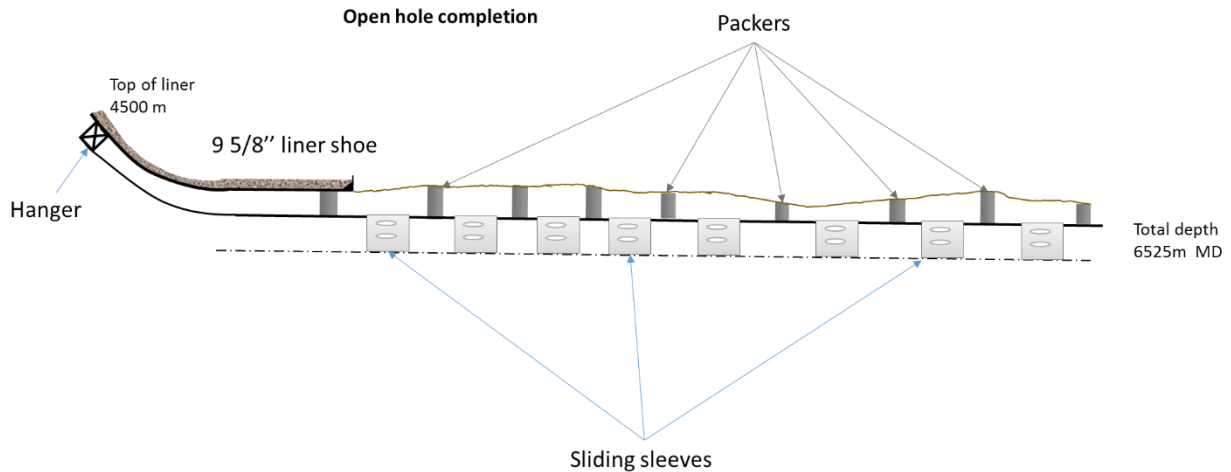 Open hole completion
Packers
Top of liner
4500 m
9 5/8’’ liner shoe
Hanger
Total depth
6525m  MD
Sliding sleeves